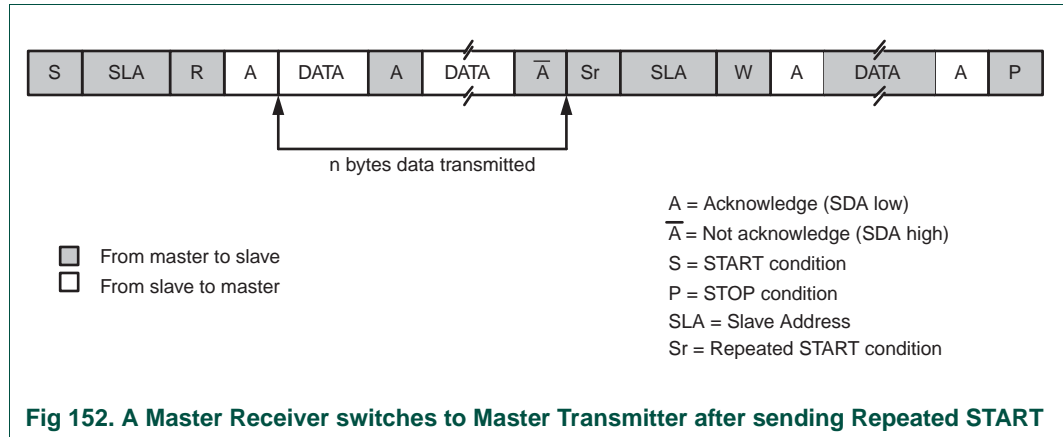 S SLA R A DATA A DATA A̅ Sr SLA W A DATA A P
n bytes data transmitted
From master to slave
From slave to master
A = Acknowledge (SDA low)
A̅ = Not acknowledge (SDA high)
S = START condition
P = STOP condition
SLA = Slave Address
Sr = Repeated START condition
Fig 152. A Master Receiver switches to Master Transmitter after sending Repeated START